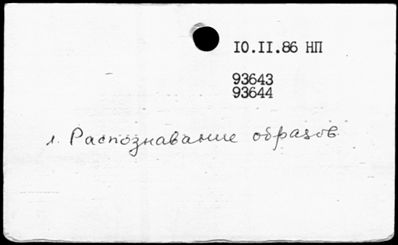 10.II.86 НП
93643
93644
1. Распознавание образов